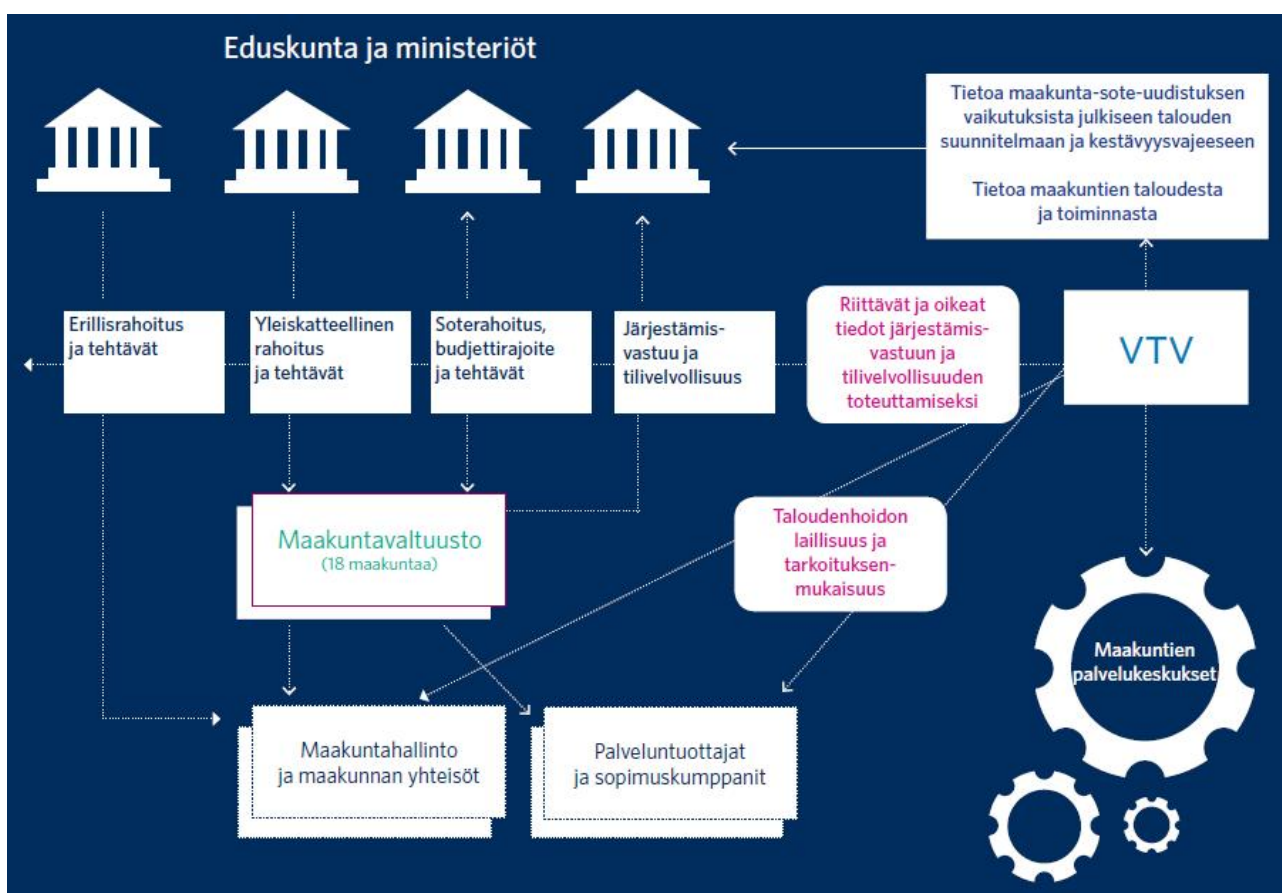 Eduskunta ja ministeriöt
Tietoa maakunta-sote-uudistuksen
vaikutuksista julkiseen talouden
suunnitelmaan ja kestävyysvajeeseen
Tietoa maakuntien taloudesta
ja toiminnasta
Erillisrahoitus
ja tehtävät
Yleiskatteellinen
rahoitus
ja tehtävät
Soterahoitus,
budjettirajoite
ja tehtävät
Järjestämis-
vastuu ja
tilivelvollisuus
Riittävät ja oikeat
tiedot järjestämis-
vastuun ja
tilivelvollisuuden
toteuttamiseksi
VTV
Maakuntavaltuusto
(18 maakuntaa)
Taloudenhoidon
laillisuus ja
tarkoituksen-
mukaisuus
Maakuntien
palvelukeskukset
Maakuntahallinto
ja maakunnan yhteisöt
Palveluntuottajat
ja sopimuskumppanit